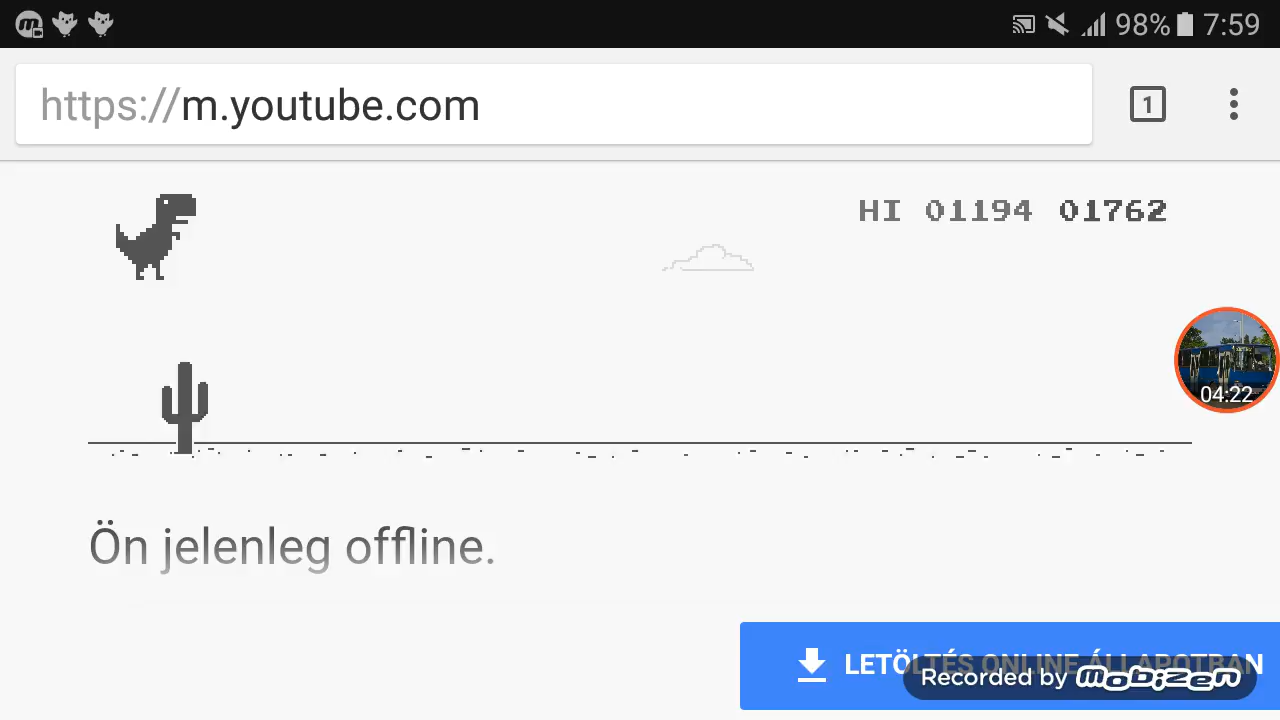 98% 7:59
https://m.youtube.com
1
HI 01194 01762
04:22
Ön jelenleg offline.
LETÖLTÉS ONLINE ÁLLAPOTBAN
Recorded by mobizen